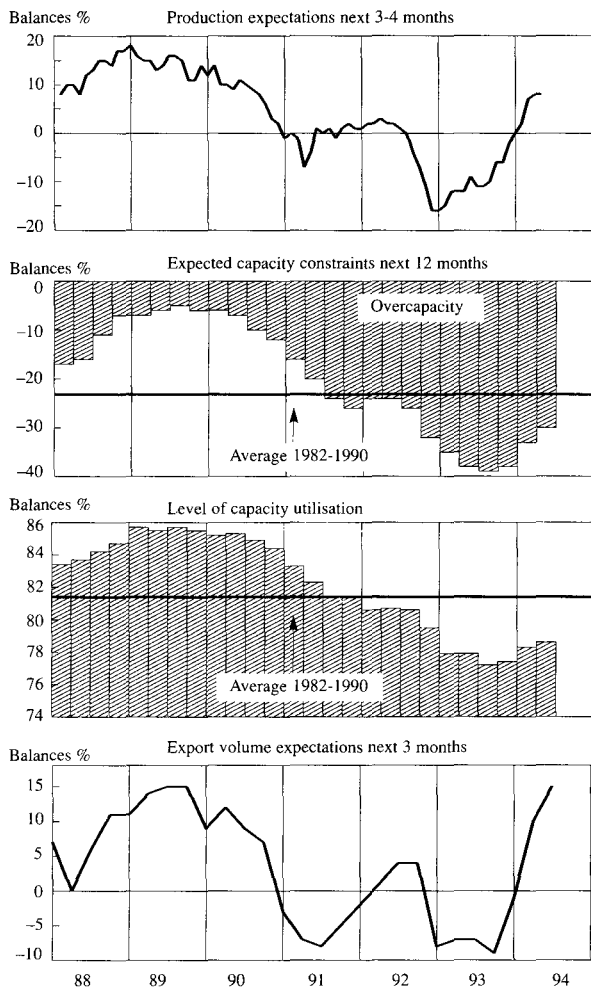 Balances % Production expectations next 3-4 months
20
10
0
-10
-20
Balances % Expected capacity constraints next 12 months
0
Overcapacity
-10
-20
-30
Average 1982-1990
-40
Balances % Level of capacity utilisation
86
84
82
80
78
Average 1982-1990
76
74
Balances % Export volume expectations next 3 months
15
10
5
0
-5
-10
88 89 90 91 92 93 94